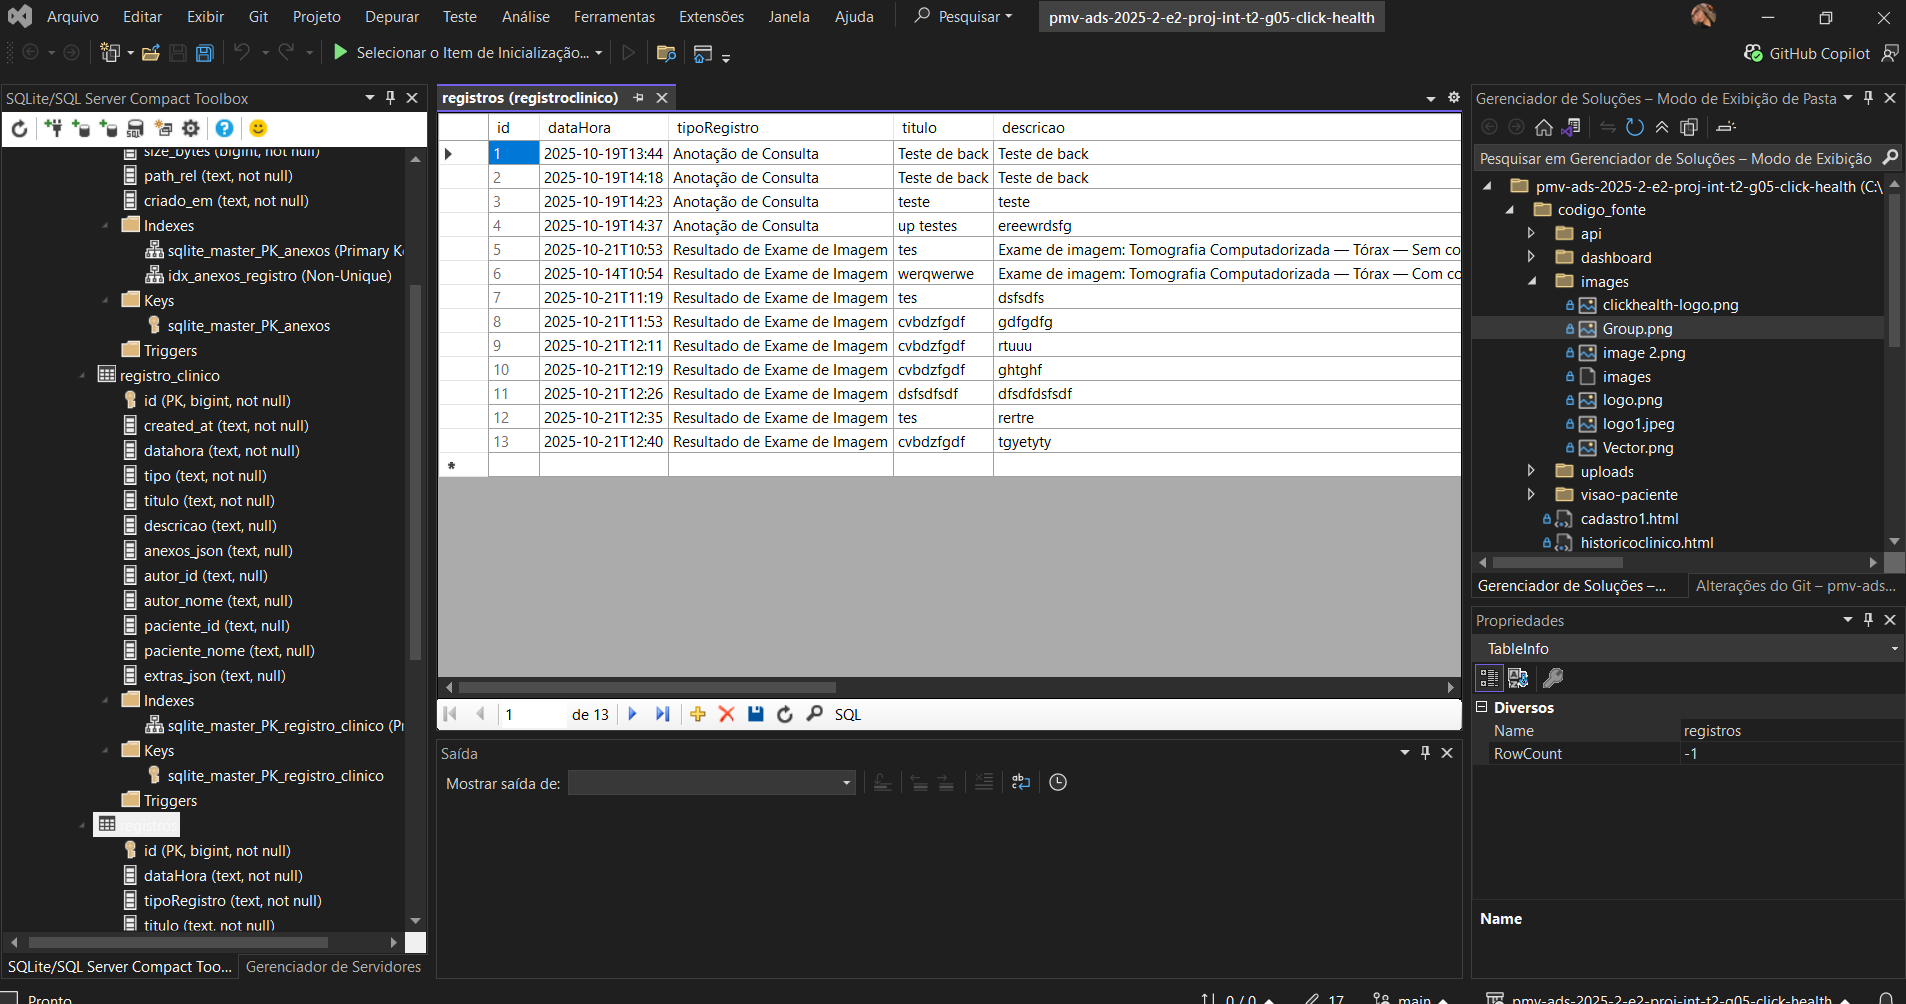 Arquivo Editar Exibir Git Projeto Depurar Teste Análise Ferramentas Extensões Janela Ajuda Pesquisar pmv-ads-2025-2-e2-proj-int-t2-g05-click-health
Selecionar o Item de Inicialização... GitHub Copilot
SQLite/SQL Server Compact Toolbox
size_bytes (bigint, not null)
path_rel (text, not null)
criado_em (text, not null)
Indexes
sqlite_master_PK_anexos (Primary Ke
idx_anexos_registro (Non-Unique)
Keys
sqlite_master_PK_anexos
Triggers
registro_clinico
id (PK, bigint, not null)
created_at (text, not null)
datahora (text, not null)
tipo (text, not null)
titulo (text, not null)
descricao (text, null)
anexos_json (text, null)
autor_id (text, null)
autor_nome (text, null)
paciente_id (text, null)
paciente_nome (text, null)
extras_json (text, null)
Indexes
sqlite_master_PK_registro_clinico (Pr
Keys
sqlite_master_PK_registro_clinico
Triggers
id (PK, bigint, not null)
dataHora (text, not null)
tipoRegistro (text, not null)
titulo (text, not null)
SQLite/SQL Server Compact Too... Gerenciador de Servidores
registros (registroclinico)
id dataHora tipoRegistro titulo descricao
1 2025-10-19T13:44 Anotação de Consulta Teste de back Teste de back
2 2025-10-19T14:18 Anotação de Consulta Teste de back Teste de back
3 2025-10-19T14:23 Anotação de Consulta teste teste
4 2025-10-19T14:37 Anotação de Consulta up testes ereewrdsfg
5 2025-10-21T10:53 Resultado de Exame de Imagem tes Exame de imagem: Tomografia Computadorizada — Tórax — Sem co
6 2025-10-14T10:54 Resultado de Exame de Imagem werqwerwe Exame de imagem: Tomografia Computadorizada — Tórax — Com co
7 2025-10-21T11:19 Resultado de Exame de Imagem tes dsfsdfs
8 2025-10-21T11:53 Resultado de Exame de Imagem cvbdzfgdf gdfgdfg
9 2025-10-21T12:11 Resultado de Exame de Imagem cvbdzfgdf rtuuu
10 2025-10-21T12:19 Resultado de Exame de Imagem cvbdzfgdf ghtghf
11 2025-10-21T12:26 Resultado de Exame de Imagem dsfsdfsdf dfsdfdsfsdf
12 2025-10-21T12:35 Resultado de Exame de Imagem tes rertre
13 2025-10-21T12:40 Resultado de Exame de Imagem cvbdzfgdf tgyetyty
*
1 de 13 SQL
Saída
Mostrar saída de:
Gerenciador de Soluções – Modo de Exibição de Pasta
Pesquisar em Gerenciador de Soluções – Modo de Exibição
pmv-ads-2025-2-e2-proj-int-t2-g05-click-health (C:\
codigo_fonte
api
dashboard
images
clickhealth-logo.png
Group.png
image 2.png
images
logo.png
logo1.jpeg
Vector.png
uploads
visao-paciente
cadastro1.html
historicoclinico.html
Gerenciador de Soluções –... Alterações do Git – pmv-ads...
Propriedades
TableInfo
Diversos
Name registros
RowCount -1
Name
Pronto 0 / 0 17 main pmv-ads-2025-2-e2-proj-int-t2-g05-click-health